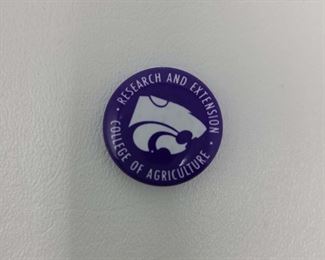 • RESEARCH AND EXTENSION •
COLLEGE OF AGRICULTURE